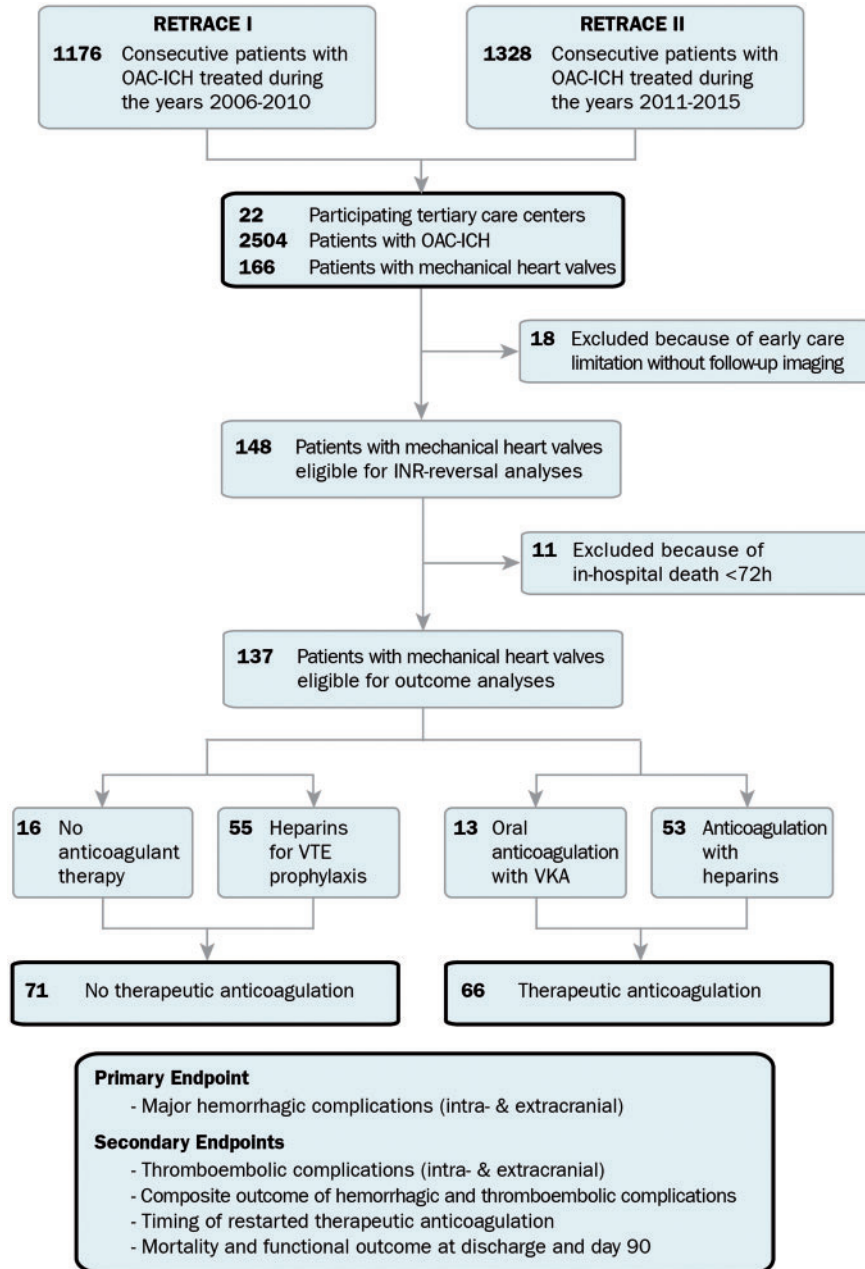 RETRACE I
1176 Consecutive patients with
OAC-ICH treated during
the years 2006-2010
RETRACE II
1328 Consecutive patients with
OAC-ICH treated during
the years 2011-2015
22 Participating tertiary care centers
2504 Patients with OAC-ICH
166 Patients with mechanical heart valves
18 Excluded because of early care
limitation without follow-up imaging
148 Patients with mechanical heart valves
eligible for INR-reversal analyses
11 Excluded because of
in-hospital death <72h
137 Patients with mechanical heart valves
eligible for outcome analyses
16 No
anticoagulant
therapy
55 Heparins
for VTE
prophylaxis
13 Oral
anticoagulation
with VKA
53 Anticoagulation
with
heparins
71 No therapeutic anticoagulation
66 Therapeutic anticoagulation
Primary Endpoint
- Major hemorrhagic complications (intra- & extracranial)
Secondary Endpoints
- Thromboembolic complications (intra- & extracranial)
- Composite outcome of hemorrhagic and thromboembolic complications
- Timing of restarted therapeutic anticoagulation
- Mortality and functional outcome at discharge and day 90